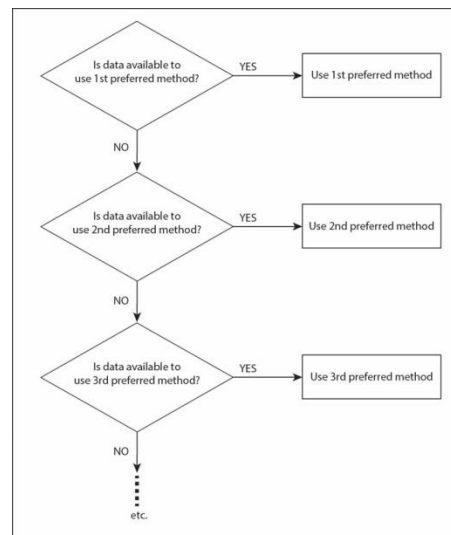 Is data available to
use 1st preferred method?
YES
Use 1st preferred method
NO
Is data available to
use 2nd preferred method?
YES
Use 2nd preferred method
NO
Is data available to
use 3rd preferred method?
YES
Use 3rd preferred method
NO
etc.